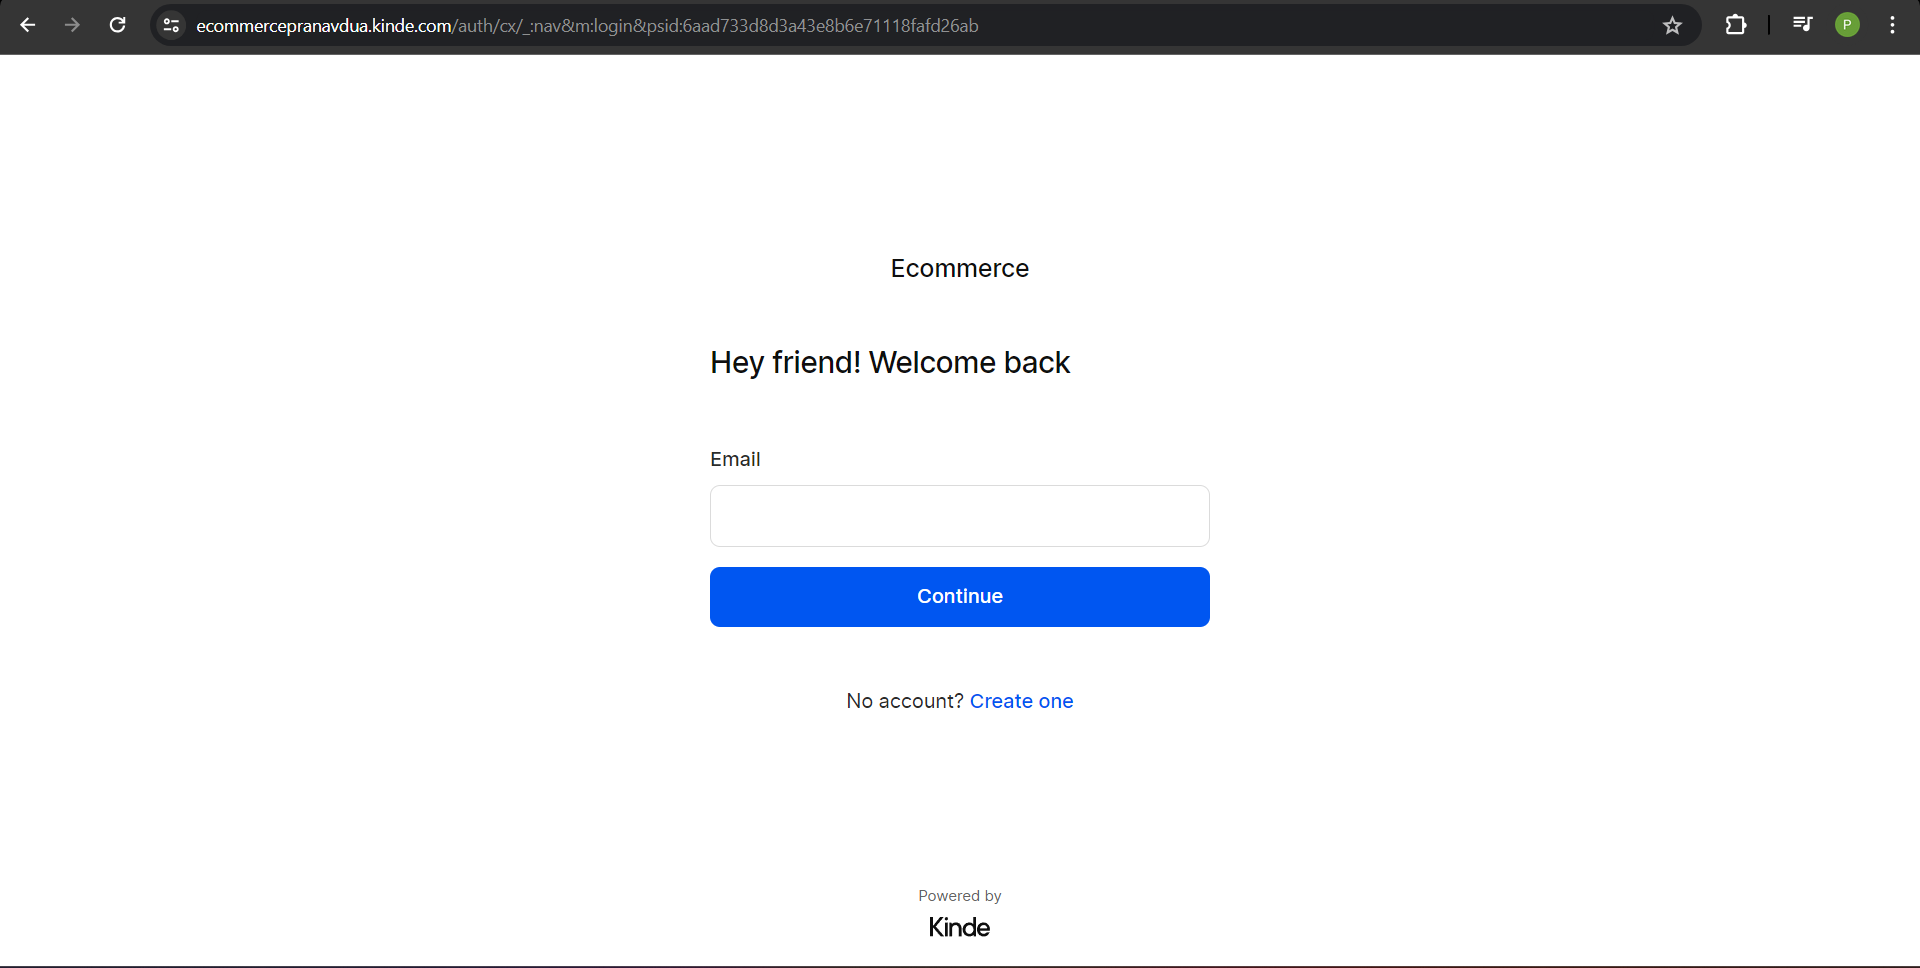 ecommercepranavdua.kinde.com/auth/cx/_:nav&m:login&psid:6aad733d8d3a43e8b6e71118fafd26ab
P
Ecommerce
Hey friend! Welcome back
Email
Continue
No account? Create one
Powered by
Kinde